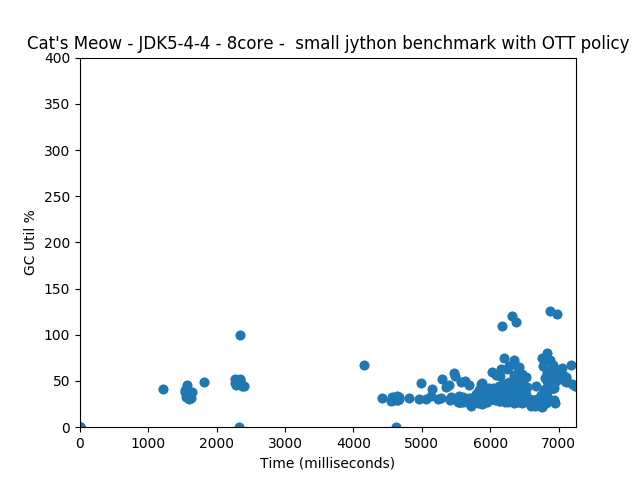 Cat's Meow - JDK5-4-4 - 8core -  small jython benchmark with OTT policy
400
350
300
250
200
150
100
50
0
GC Util %
0 1000 2000 3000 4000 5000 6000 7000
Time (milliseconds)